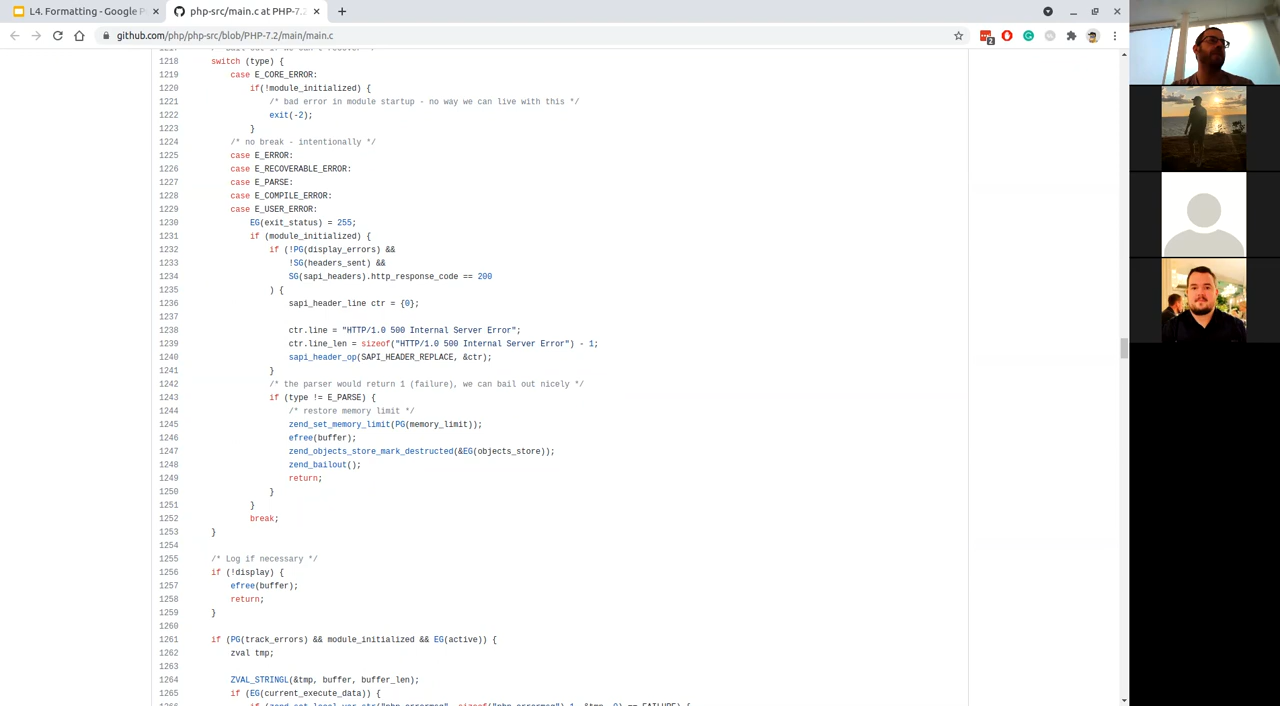 L4. Formatting - Google P
php-src/main.c at PHP-7.2
github.com/php/php-src/blob/PHP-7.2/main/main.c
2
1217
1218 switch (type) {
1219 case E_CORE_ERROR:
1220 if(!module_initialized) {
1221 /* bad error in module startup - no way we can live with this */
1222 exit(-2);
1223 }
1224 /* no break - intentionally */
1225 case E_ERROR:
1226 case E_RECOVERABLE_ERROR:
1227 case E_PARSE:
1228 case E_COMPILE_ERROR:
1229 case E_USER_ERROR:
1230 EG(exit_status) = 255;
1231 if (module_initialized) {
1232 if (!PG(display_errors) &&
1233 !SG(headers_sent) &&
1234 SG(sapi_headers).http_response_code == 200
1235 ) {
1236 sapi_header_line ctr = {0};
1237
1238 ctr.line = "HTTP/1.0 500 Internal Server Error";
1239 ctr.line_len = sizeof("HTTP/1.0 500 Internal Server Error") - 1;
1240 sapi_header_op(SAPI_HEADER_REPLACE, &ctr);
1241 }
1242 /* the parser would return 1 (failure), we can bail out nicely */
1243 if (type != E_PARSE) {
1244 /* restore memory limit */
1245 zend_set_memory_limit(PG(memory_limit));
1246 efree(buffer);
1247 zend_objects_store_mark_destructed(&EG(objects_store));
1248 zend_bailout();
1249 return;
1250 }
1251 }
1252 break;
1253 }
1254
1255 /* Log if necessary */
1256 if (!display) {
1257 efree(buffer);
1258 return;
1259 }
1260
1261 if (PG(track_errors) && module_initialized && EG(active)) {
1262 zval tmp;
1263
1264 ZVAL_STRINGL(&tmp, buffer, buffer_len);
1265 if (EG(current_execute_data)) {